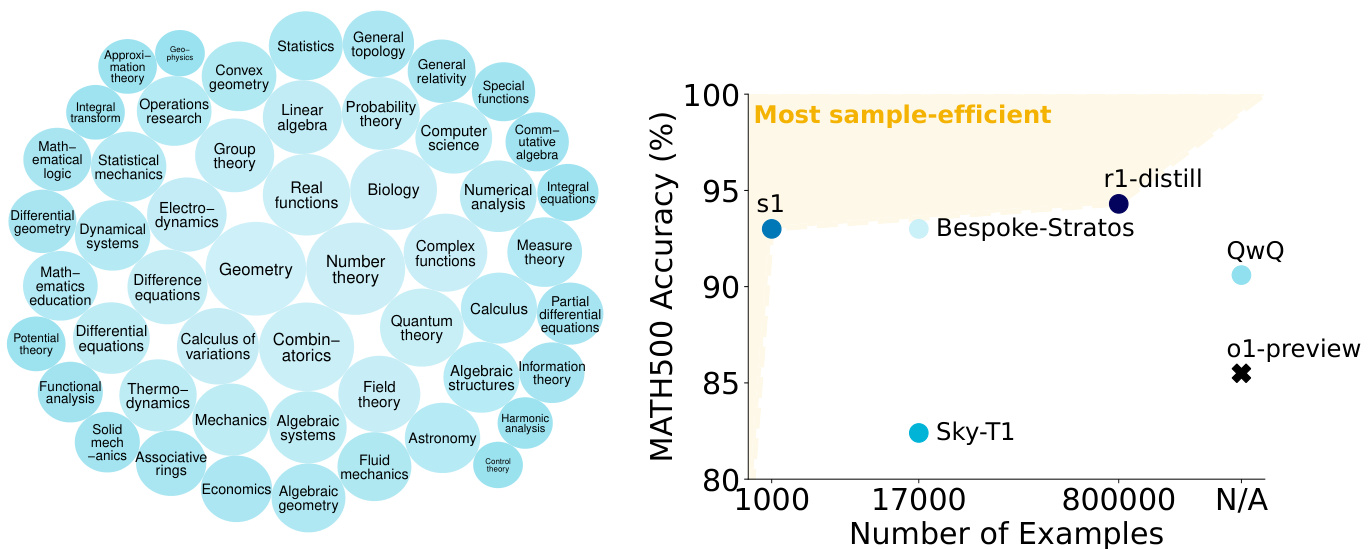 Geo–
physics
Approxi–
mation
theory
Statistics
General
topology
Convex
geometry
General
relativity
Special
functions
Integral
transform
Operations
research
Linear
algebra
Probability
theory
Computer
science
Comm–
utative
algebra
Math–
ematical
logic
Statistical
mechanics
Group
theory
Real
functions
Biology
Numerical
analysis
Integral
equations
Differential
geometry
Dynamical
systems
Electro–
dynamics
Complex
functions
Measure
theory
Geometry
Number
theory
Math–
ematics
education
Difference
equations
Calculus
Partial
differential
equations
Quantum
theory
Potential
theory
Differential
equations
Calculus of
variations
Combin–
atorics
Algebraic
structures
Information
theory
Functional
analysis
Thermo–
dynamics
Field
theory
Mechanics
Algebraic
systems
Harmonic
analysis
Solid
mech
–anics
Associative
rings
Astronomy
Fluid
mechanics
Control
theory
Economics
Algebraic
geometry
MATH500 Accuracy (%)
100
95
90
85
80
Most sample-efficient
s1
r1-distill
Bespoke-Stratos
QwQ
o1-preview
Sky-T1
1000
17000
800000
N/A
Number of Examples